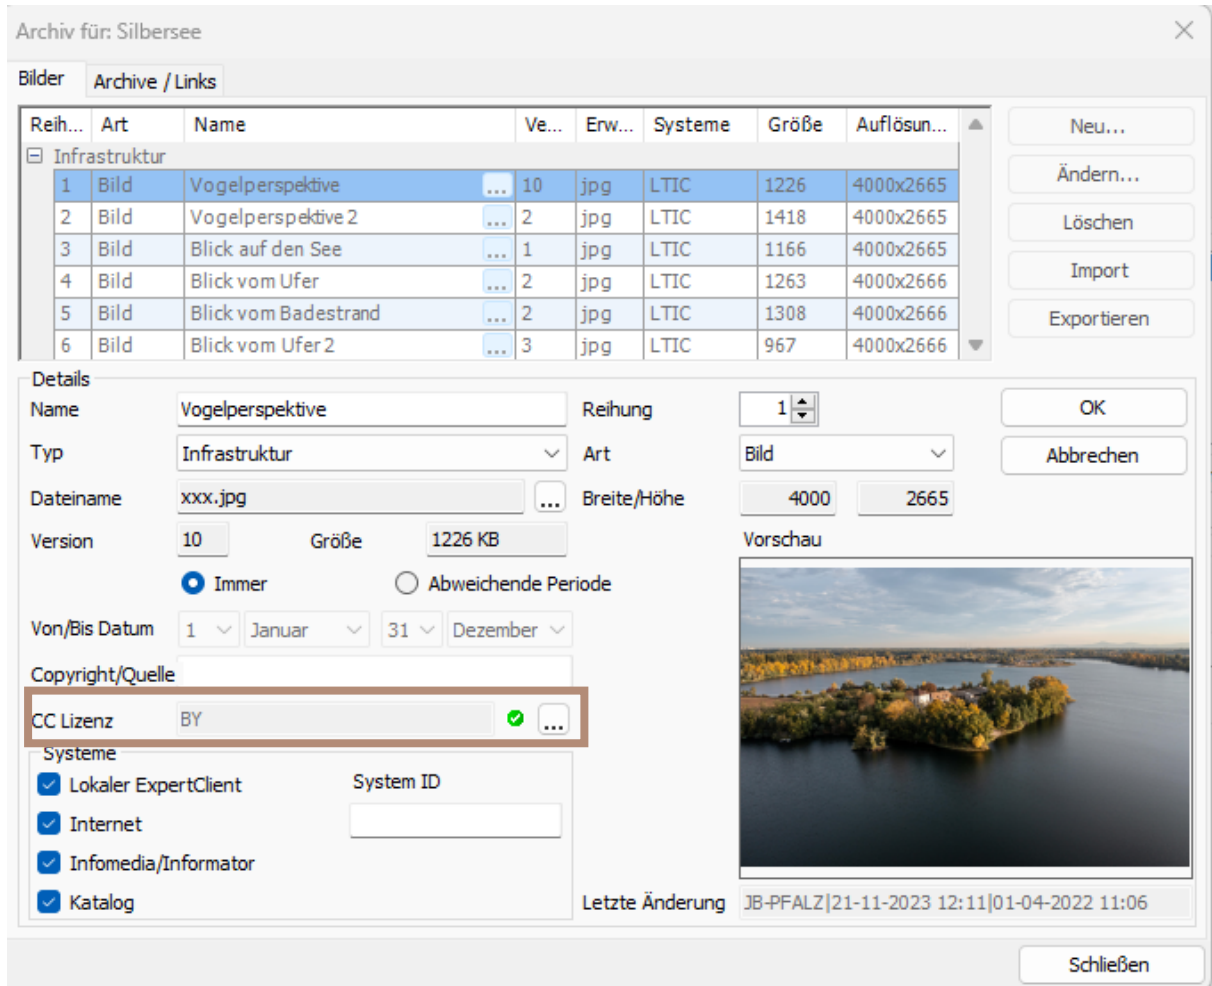 Archiv für: Silbersee
Bilder Archive / Links
Reih... Art Name Ve... Erw... Systeme Größe Auflösun...
Neu...
Infrastruktur
1 Bild Vogelperspektive ... 10 jpg LTIC 1226 4000x2665
Ändern...
2 Bild Vogelperspektive 2 ... 2 jpg LTIC 1418 4000x2665
Löschen
3 Bild Blick auf den See ... 1 jpg LTIC 1166 4000x2665
Import
4 Bild Blick vom Ufer ... 2 jpg LTIC 1263 4000x2666
5 Bild Blick vom Badestrand ... 2 jpg LTIC 1308 4000x2666
Exportieren
6 Bild Blick vom Ufer 2 ... 3 jpg LTIC 967 4000x2666
Details
Name Vogelperspektive Reihung 1 OK
Typ Infrastruktur Art Bild Abbrechen
Dateiname xxx.jpg ... Breite/Höhe 4000 2665
Version 10 Größe 1226 KB Vorschau
Immer Abweichende Periode
Von/Bis Datum 1 Januar 31 Dezember
Copyright/Quelle
CC Lizenz BY ...
Systeme
Lokaler ExpertClient System ID
Internet
Infomedia/Informator
Katalog Letzte Änderung JB-PFALZ|21-11-2023 12:11|01-04-2022 11:06
Schließen